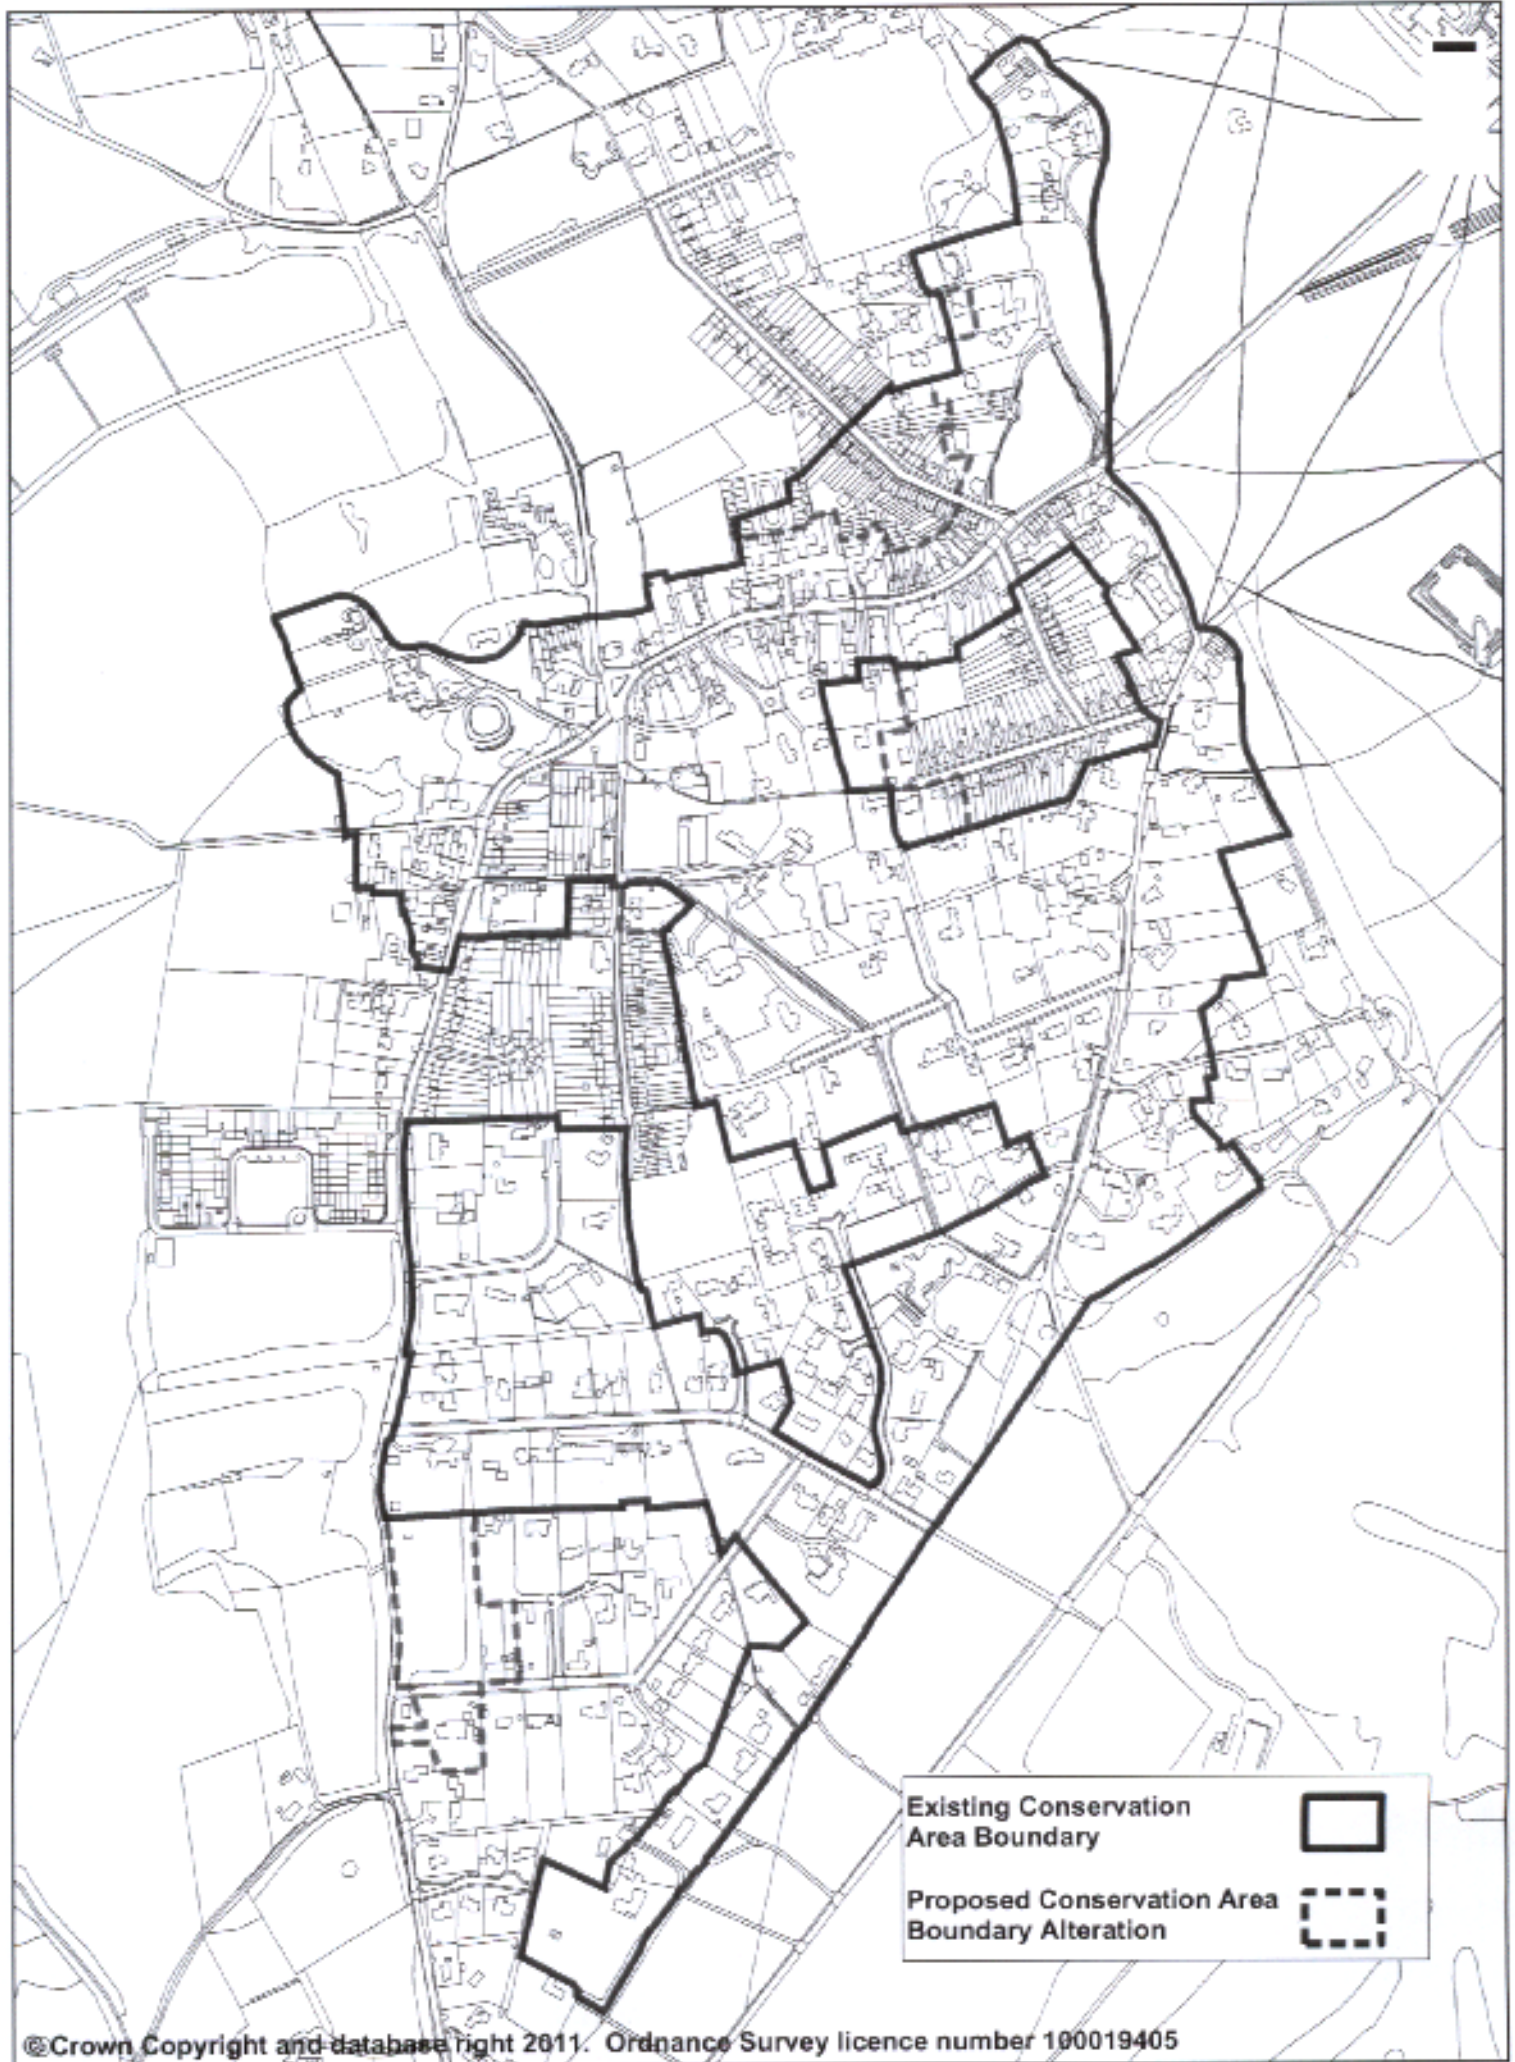 Existing Conservation
Area Boundary
Proposed Conservation Area
Boundary Alteration
©Crown Copyright and database right 2011. Ordnance Survey licence number 100019405